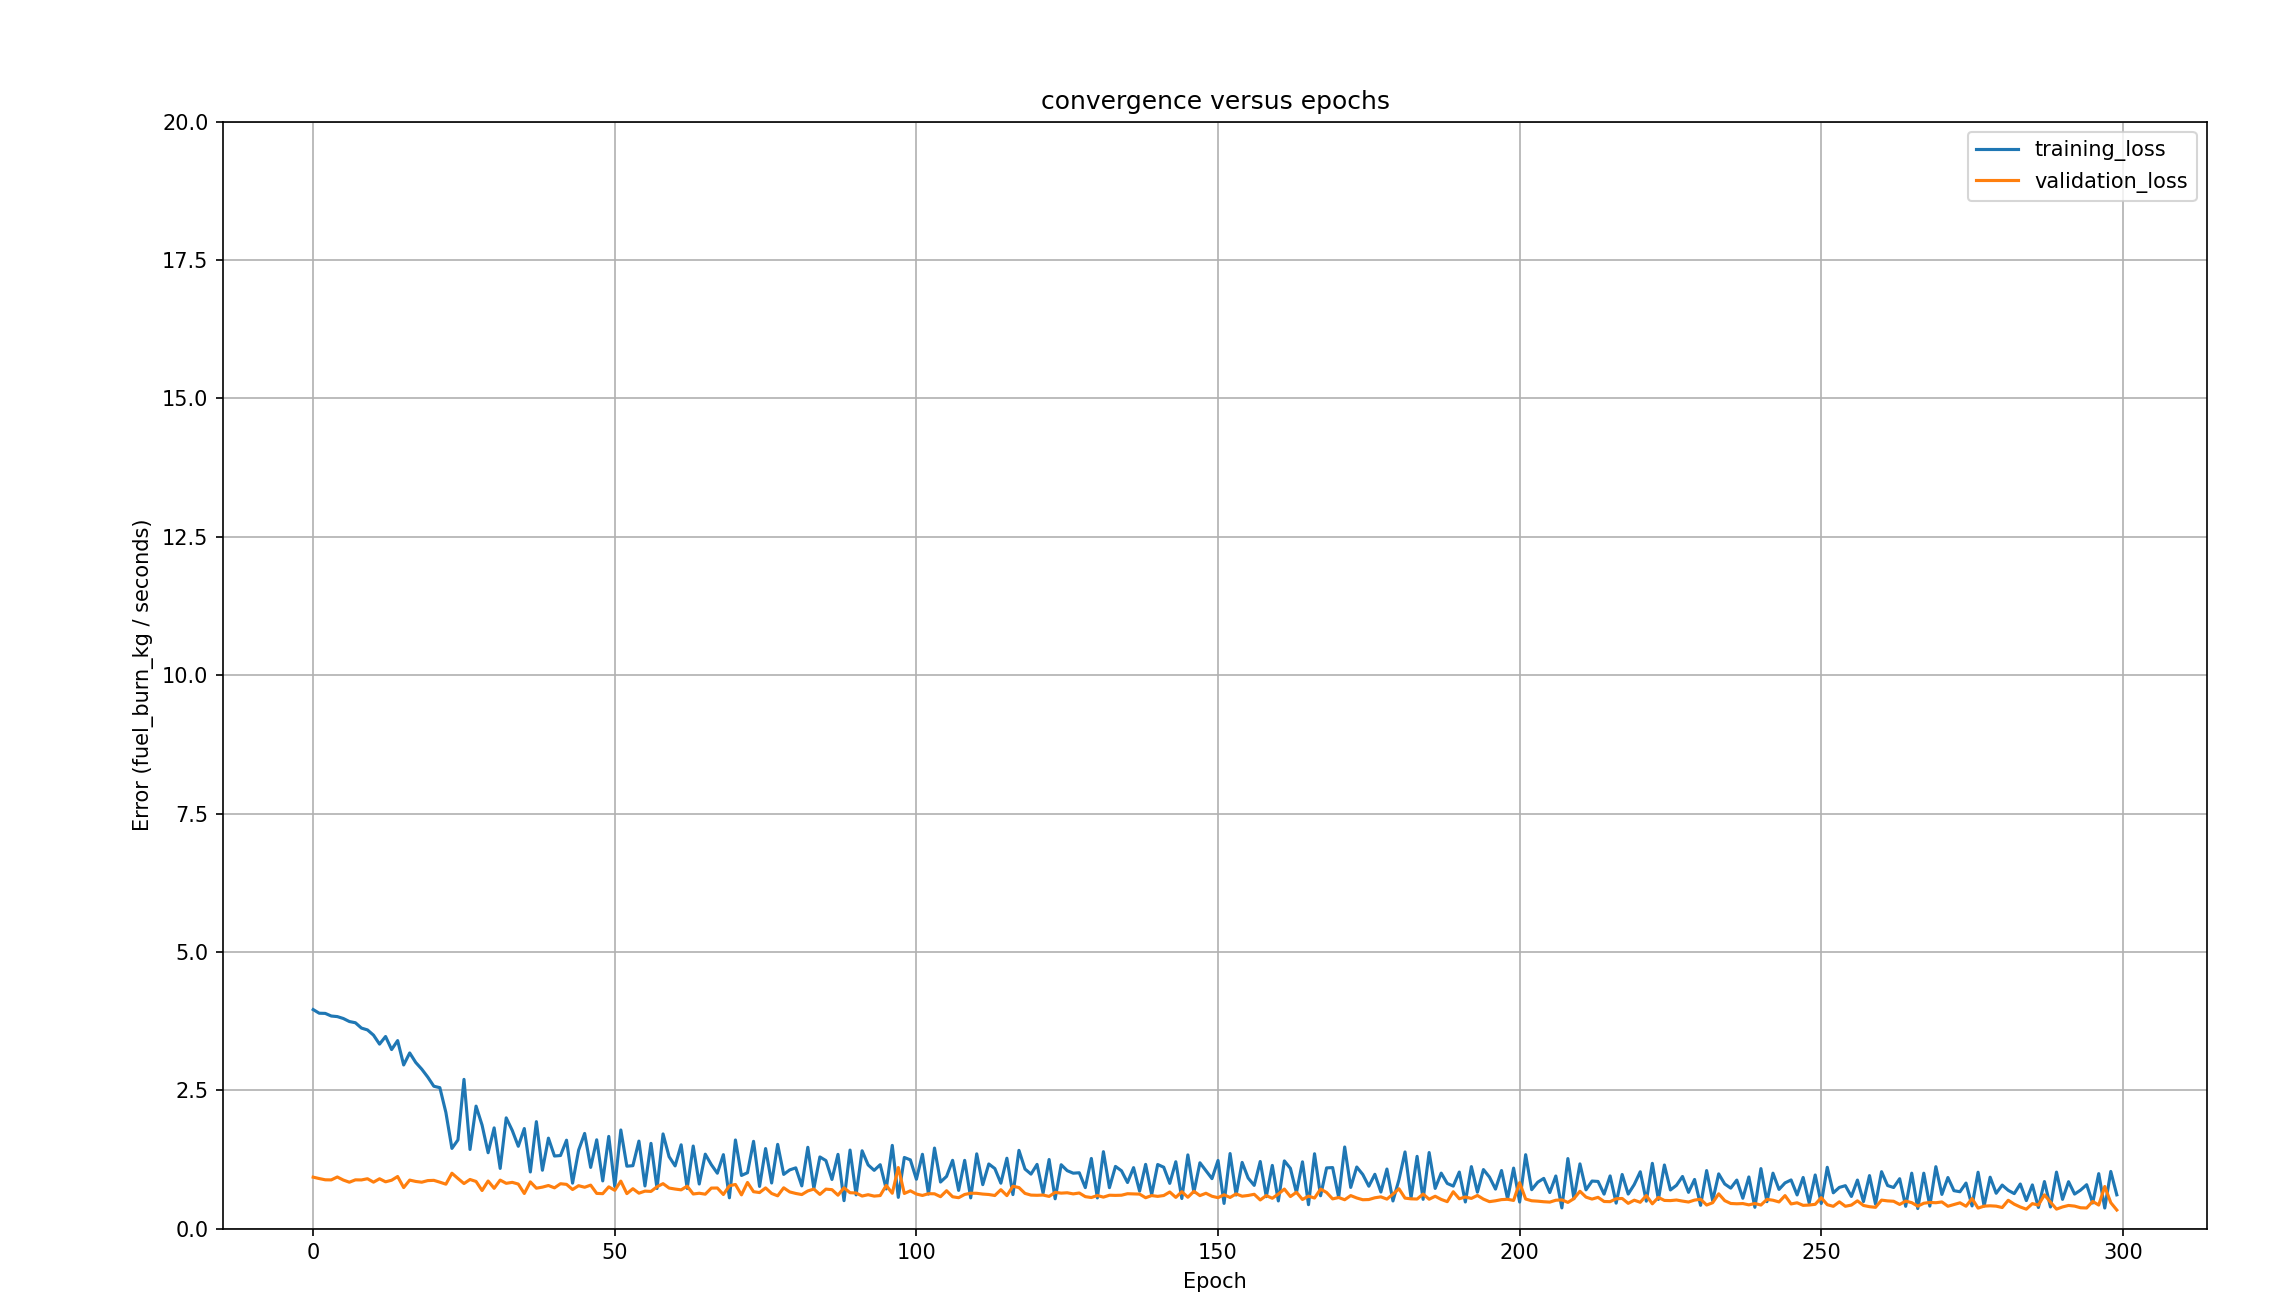 convergence versus epochs
training_loss
validation_loss
Error (fuel_burn_kg / seconds)
20.0
17.5
15.0
12.5
10.0
7.5
5.0
2.5
0.0
0 50 100 150 200 250 300
Epoch